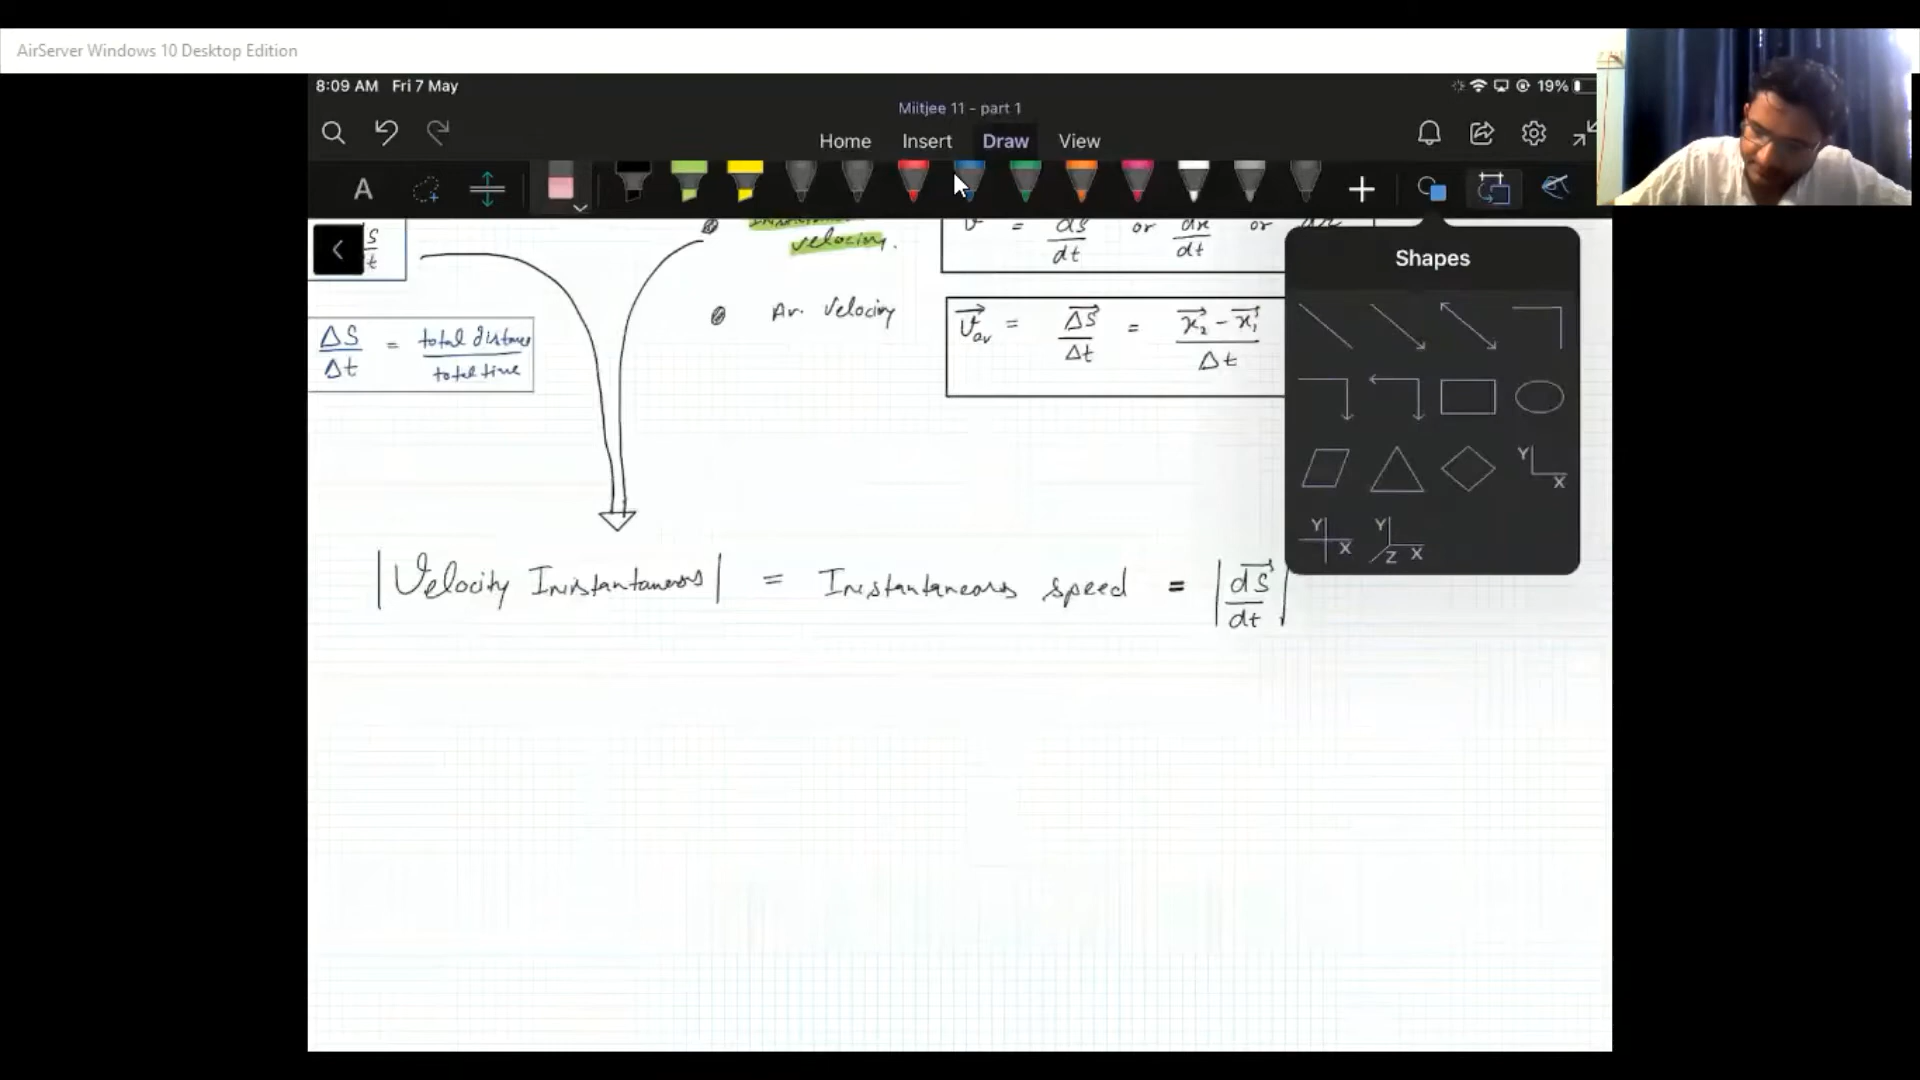 AirServer Windows 10 Desktop Edition
8:09 AM Fri 7 May
19%
Miitjee 11 - part 1
Home Insert Draw View
A
Shapes
S
t
velociny.
= ds/dt or dx/dt or
Av. Velociny
V⃗av = ΔS⃗/Δt = x⃗2 - x⃗1/Δt
ΔS/Δt = total distance/total time
Y X
Y X Y Z X
|Velocity Instantaneous| = Instantaneous speed = |ds⃗/dt|